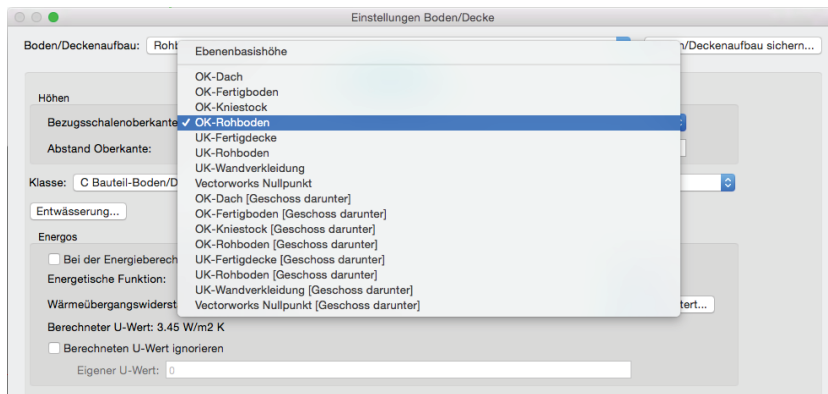 Einstellungen Boden/Decke
Boden/Deckenaufbau:
Ebenenbasishöhe
OK-Dach
OK-Fertigboden
Höhen
OK-Kniestock
Bezugsschalenoberkante
✓ OK-Rohboden
UK-Fertigdecke
Abstand Oberkante:
UK-Rohboden
UK-Wandverkleidung
Klasse: C Bauteil-Boden/D
Vectorworks Nullpunkt
OK-Dach [Geschoss darunter]
Entwässerung...
OK-Fertigboden [Geschoss darunter]
OK-Kniestock [Geschoss darunter]
Energos
OK-Rohboden [Geschoss darunter]
UK-Fertigdecke [Geschoss darunter]
Bei der Energieberech
UK-Rohboden [Geschoss darunter]
Energetische Funktion:
UK-Wandverkleidung [Geschoss darunter]
Wärmeübergangswiderst
Vectorworks Nullpunkt [Geschoss darunter]
tert...
Berechneter U-Wert: 3.45 W/m2 K
Berechneten U-Wert ignorieren
Eigener U-Wert: 0